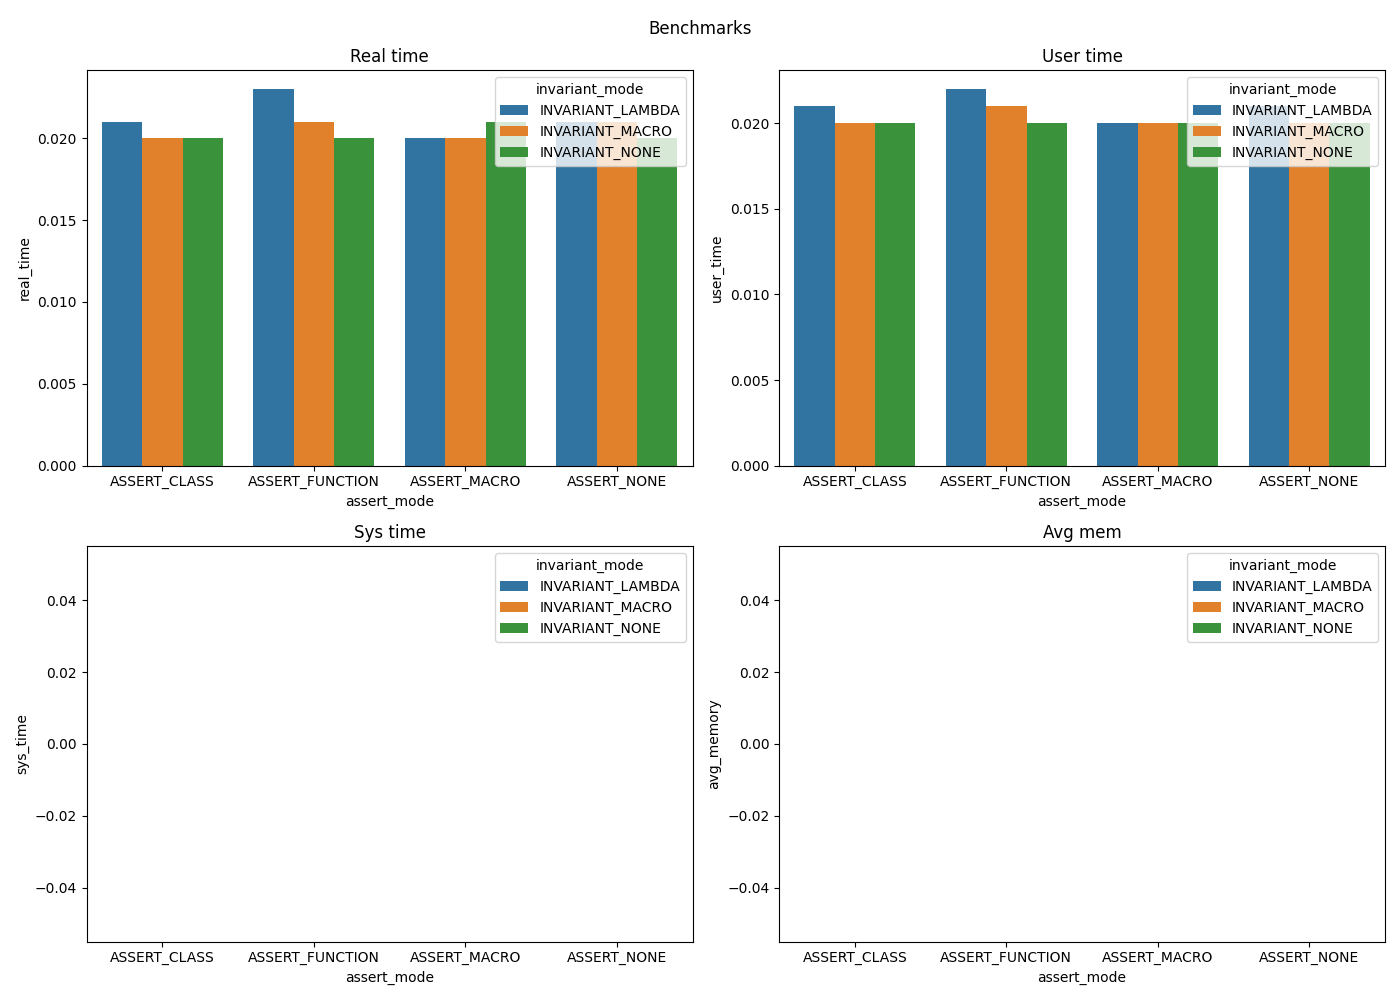 Benchmarks
Real time
real_time
0.020
0.015
0.010
0.005
0.000
invariant_mode
INVARIANT_LAMBDA
INVARIANT_MACRO
INVARIANT_NONE
ASSERT_CLASS ASSERT_FUNCTION ASSERT_MACRO ASSERT_NONE
assert_mode
User time
user_time
0.020
0.015
0.010
0.005
0.000
invariant_mode
INVARIANT_LAMBDA
INVARIANT_MACRO
INVARIANT_NONE
ASSERT_CLASS ASSERT_FUNCTION ASSERT_MACRO ASSERT_NONE
assert_mode
Sys time
sys_time
0.04
0.02
0.00
−0.02
−0.04
invariant_mode
INVARIANT_LAMBDA
INVARIANT_MACRO
INVARIANT_NONE
ASSERT_CLASS ASSERT_FUNCTION ASSERT_MACRO ASSERT_NONE
assert_mode
Avg mem
avg_memory
0.04
0.02
0.00
−0.02
−0.04
invariant_mode
INVARIANT_LAMBDA
INVARIANT_MACRO
INVARIANT_NONE
ASSERT_CLASS ASSERT_FUNCTION ASSERT_MACRO ASSERT_NONE
assert_mode